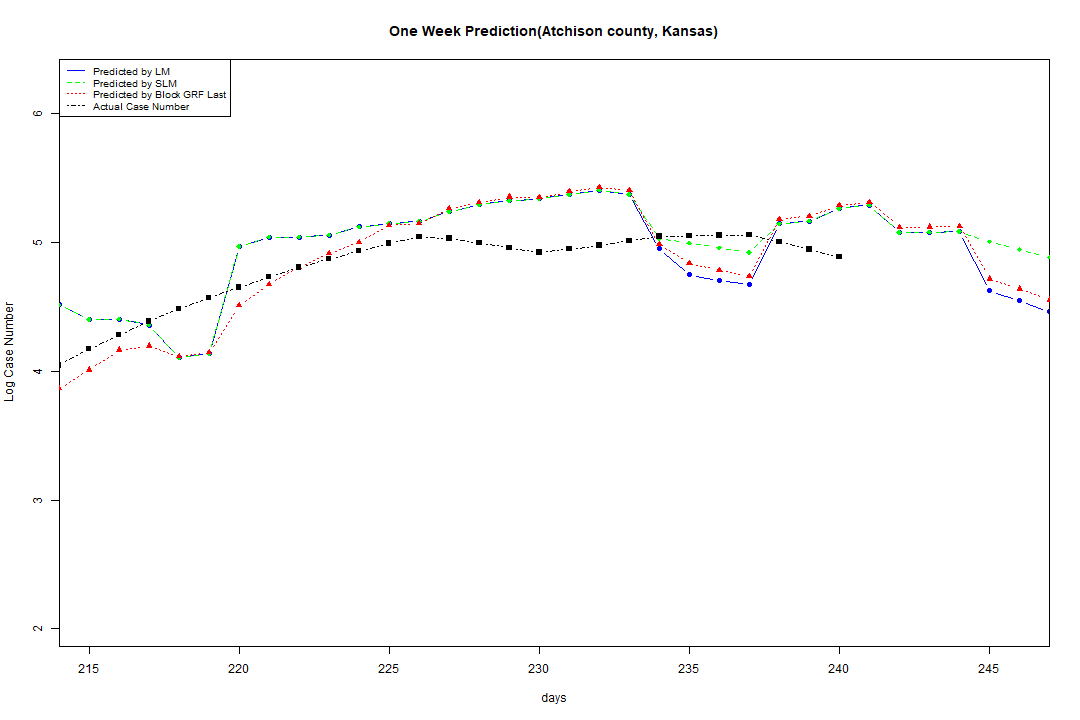 One Week Prediction(Atchison county, Kansas)
Predicted by LM
Predicted by SLM
Predicted by Block GRF Last
Actual Case Number
6
5
4
3
2
Log Case Number
215 220 225 230 235 240 245
days